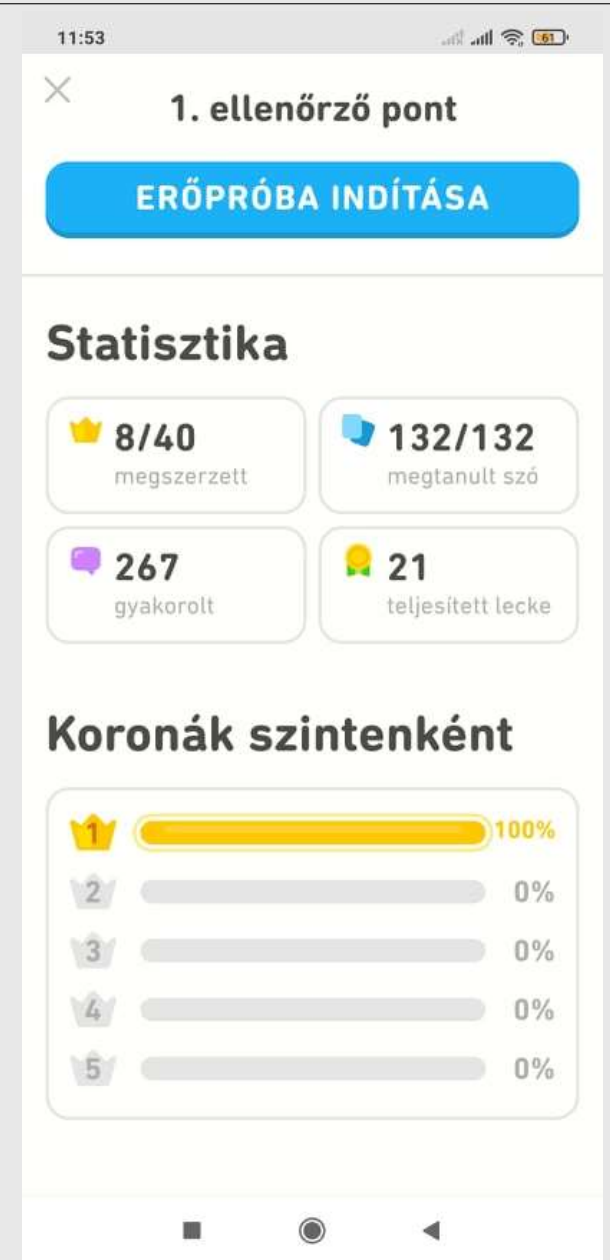 11:53
61
1. ellenőrző pont
ERŐPRÓBA INDÍTÁSA
Statisztika
8/40
megszerzett
132/132
megtanult szó
267
gyakorolt
21
teljesített lecke
Koronák szintenként
1 100%
2 0%
3 0%
4 0%
5 0%